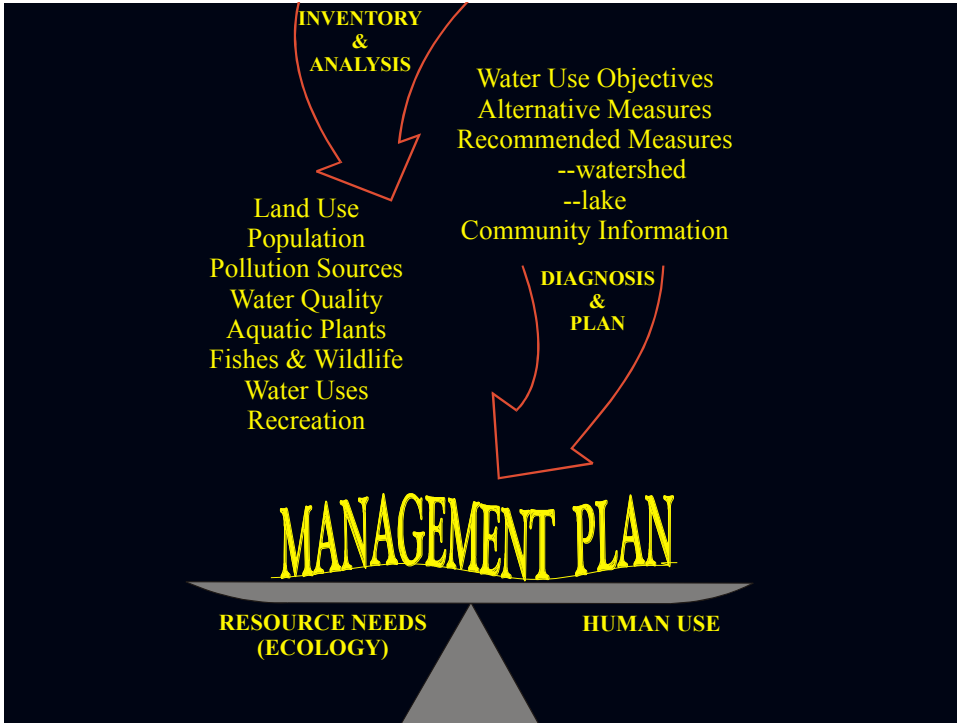 INVENTORY
&
ANALYSIS
Land Use
Population
Pollution Sources
Water Quality
Aquatic Plants
Fishes & Wildlife
Water Uses
Recreation
Water Use Objectives
Alternative Measures
Recommended Measures
--watershed
--lake
Community Information
DIAGNOSIS
&
PLAN
MANAGEMENT PLAN
RESOURCE NEEDS
(ECOLOGY)
HUMAN USE